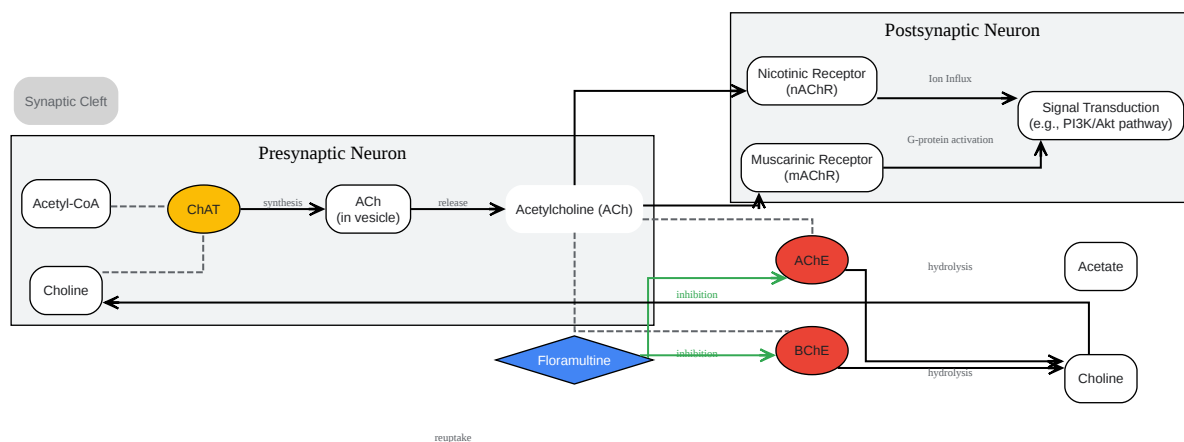 Postsynaptic Neuron
Nicotinic Receptor
(nAChR)
Ion Influx
Signal Transduction
(e.g., PI3K/Akt pathway)
G-protein activation
Muscarinic Receptor
(mAChR)
Synaptic Cleft
Presynaptic Neuron
Acetyl-CoA
ChAT
synthesis
ACh
(in vesicle)
release
Acetylcholine (ACh)
Choline
AChE
hydrolysis
Acetate
inhibition
Floramultine
inhibition
BChE
hydrolysis
Choline
reuptake